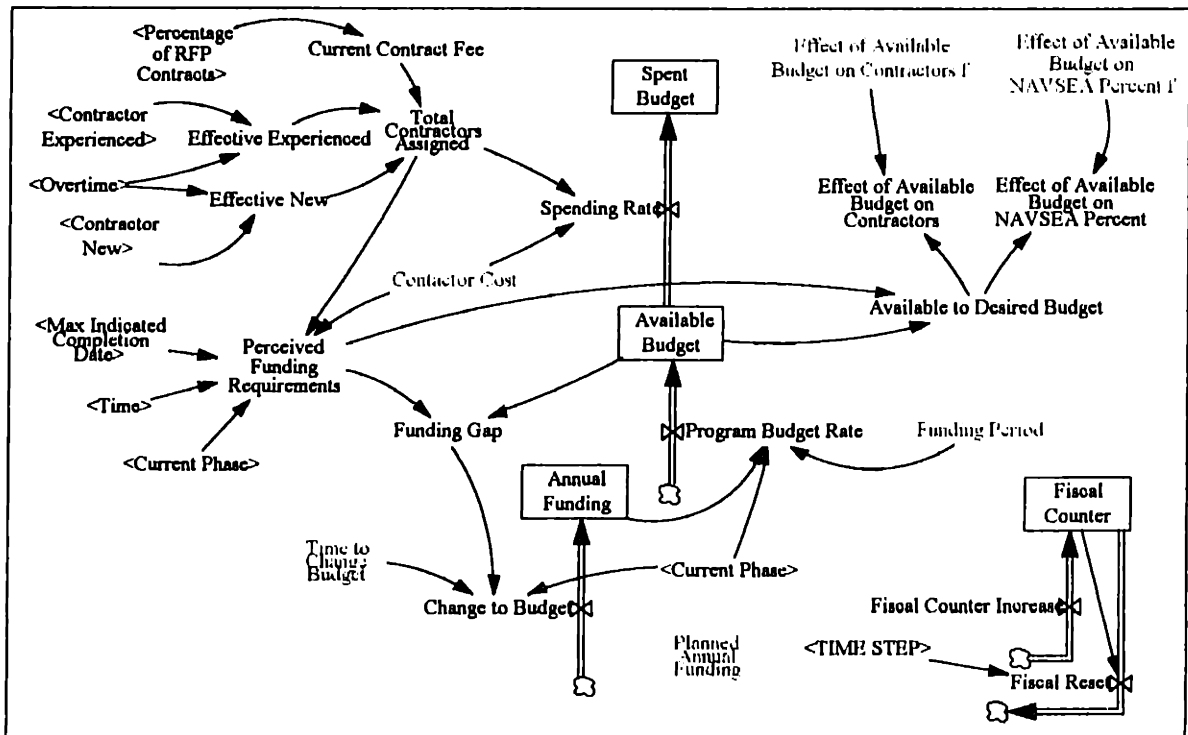 <Percentage
of RFP
Contracts>
Current Contract Fee
Effect of Available
Budget on Contractors f
Effect of Available
Budget on
NAVSEA Percent f
Spent
Budget
<Contractor
Experienced>
Effective Experienced
Total
Contractors
Assigned
<Overtime>
Effective New
Spending Rate
Effect of Available
Budget on
Contractors
Effect of Available
Budget on
NAVSEA Percent
<Contractor
New>
Contactor Cost
Available to Desired Budget
<Max Indicated
Completion
Date>
Perceived
Funding
Requirements
Available
Budget
<Time>
<Current Phase>
Funding Gap
Program Budget Rate
Funding Period
Annual
Funding
Fiscal
Counter
Time to
Change
Budget
<Current Phase>
Change to Budget
Fiscal Counter Increase
Planned
Annual
Funding
<TIME STEP>
Fiscal Reset